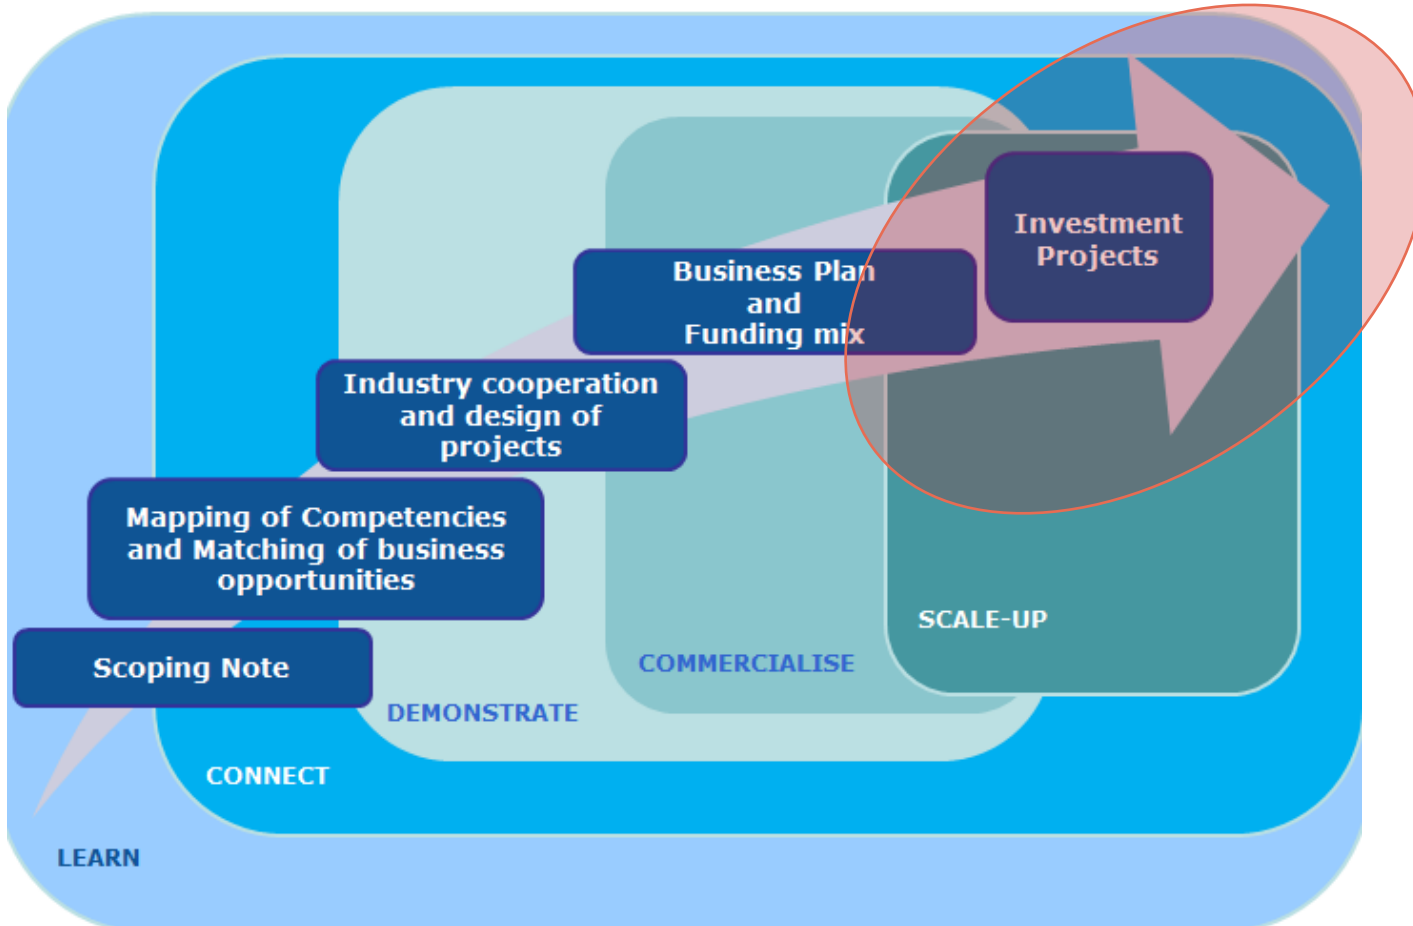 Investment
Projects
Business Plan
and
Funding mix
Industry cooperation
and design of
projects
Mapping of Competencies
and Matching of business
opportunities
Scoping Note
SCALE-UP
COMMERCIALISE
DEMONSTRATE
CONNECT
LEARN